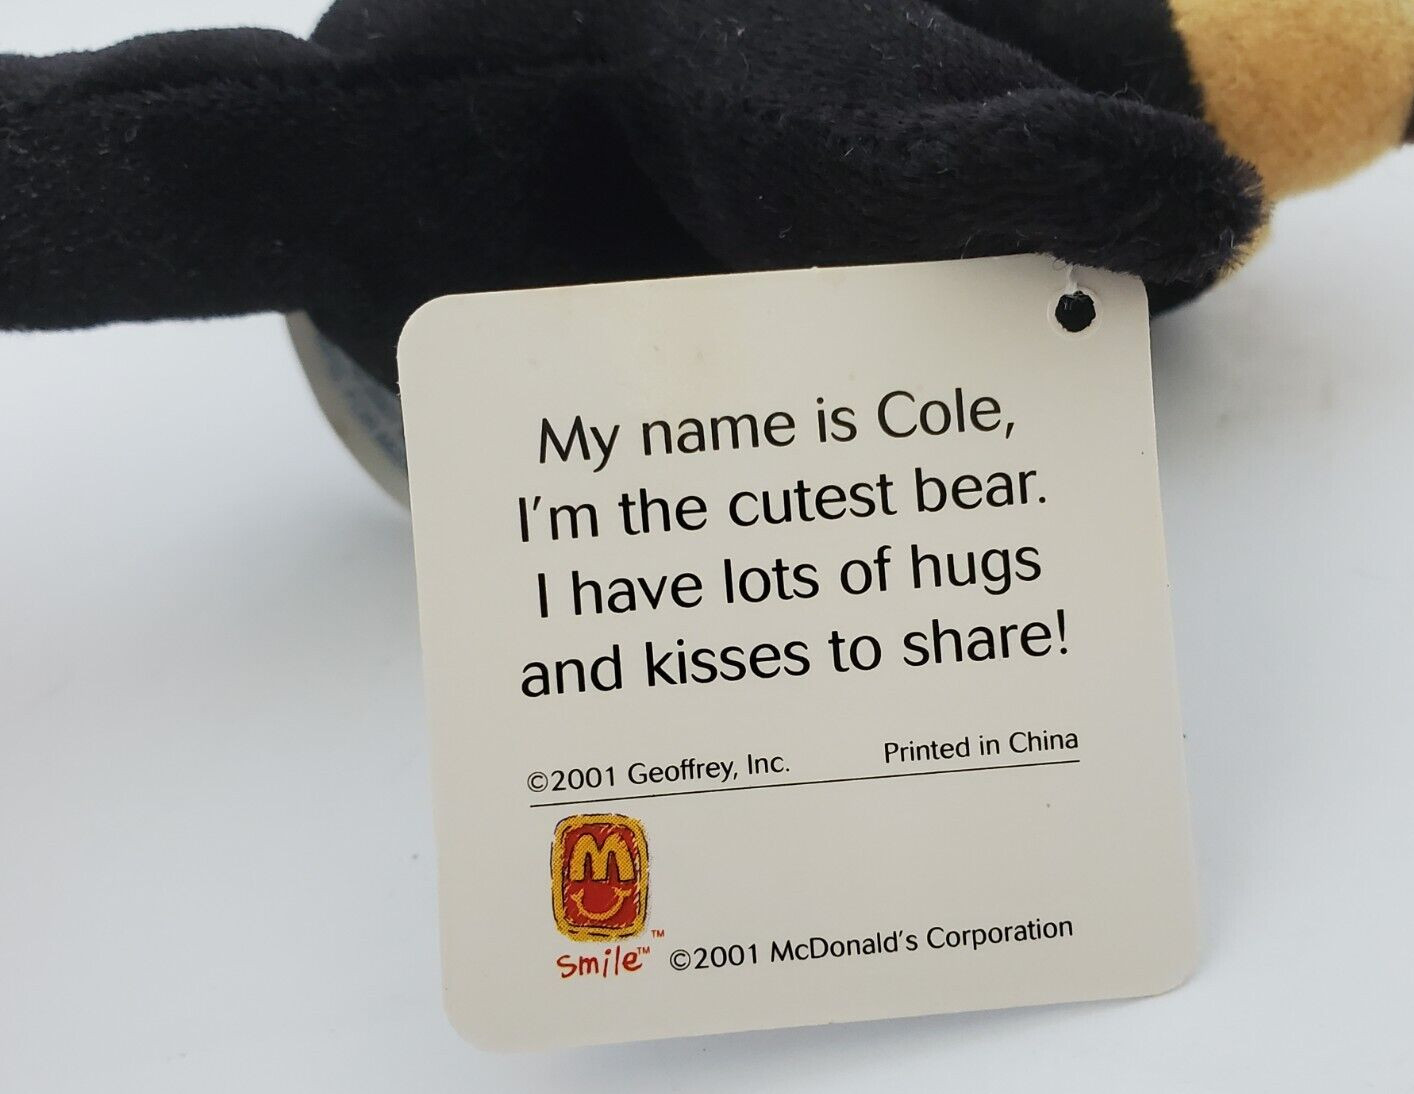 My name is Cole,
I'm the cutest bear.
I have lots of hugs
and kisses to share!
©2001 Geoffrey, Inc. Printed in China
M
™
Smile™ ©2001 McDonald's Corporation